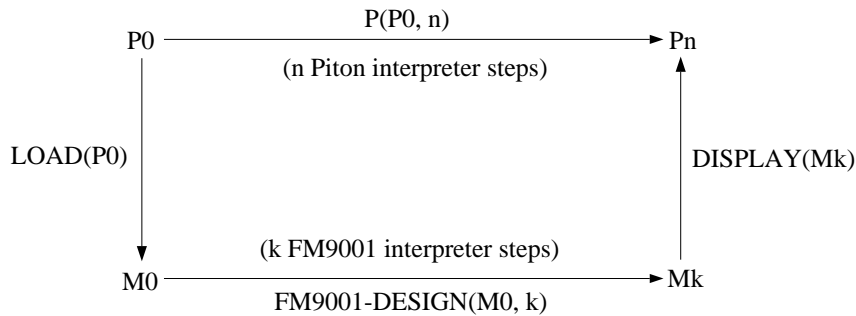 P(P0, n)
P0
Pn
(n Piton interpreter steps)
LOAD(P0)
DISPLAY(Mk)
(k FM9001 interpreter steps)
M0
Mk
FM9001-DESIGN(M0, k)